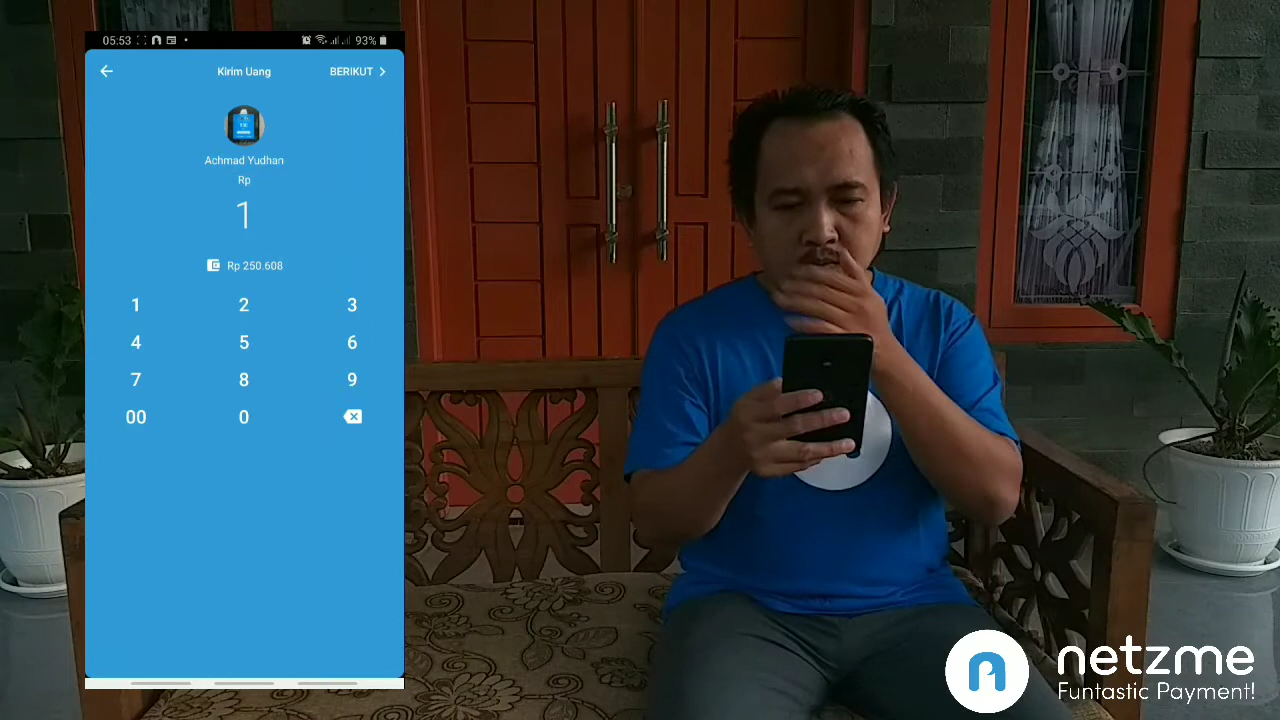 05:53
93%
Kirim Uang
BERIKUT
Achmad Yudhan
Rp
1
Rp 250.608
1 2 3
4 5 6
7 8 9
00 0
netzme
Funtastic Payment!